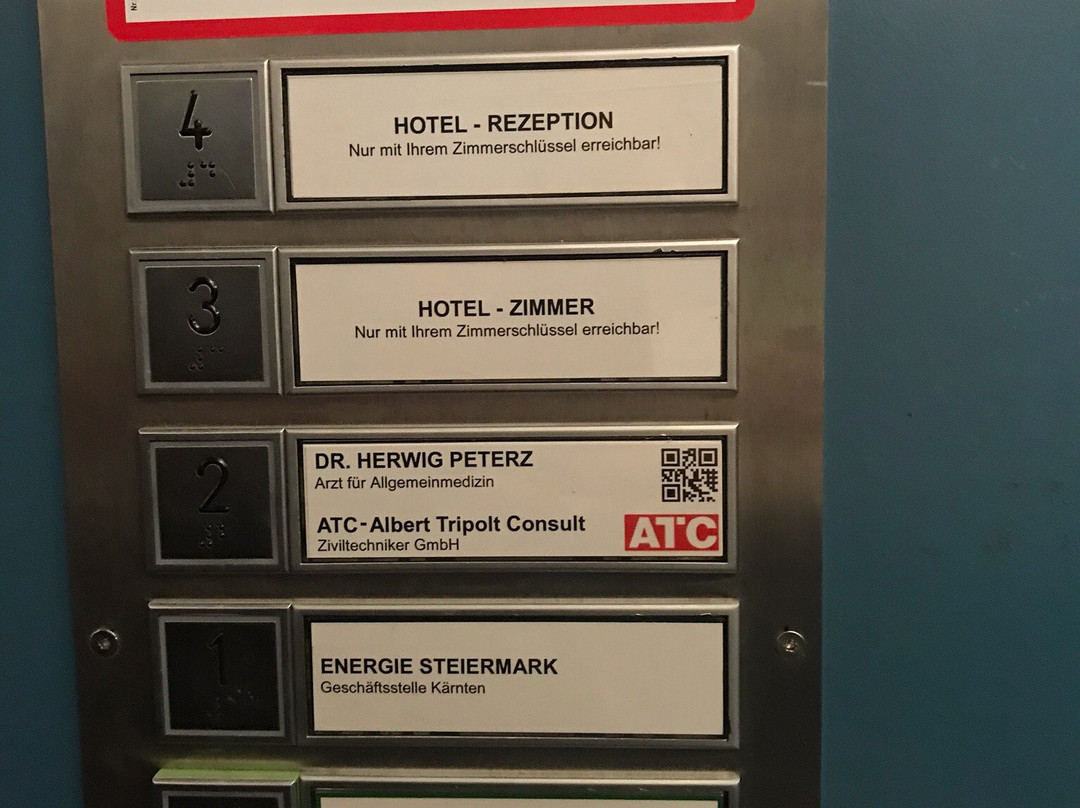 Nr.
4
HOTEL - REZEPTION
Nur mit Ihrem Zimmerschlüssel erreichbar!
3
HOTEL - ZIMMER
Nur mit Ihrem Zimmerschlüssel erreichbar!
2
DR. HERWIG PETERZ
Arzt für Allgemeinmedizin
ATC-Albert Tripolt Consult
Ziviltechniker GmbH
ATC
1
ENERGIE STEIERMARK
Geschäftsstelle Kärnten